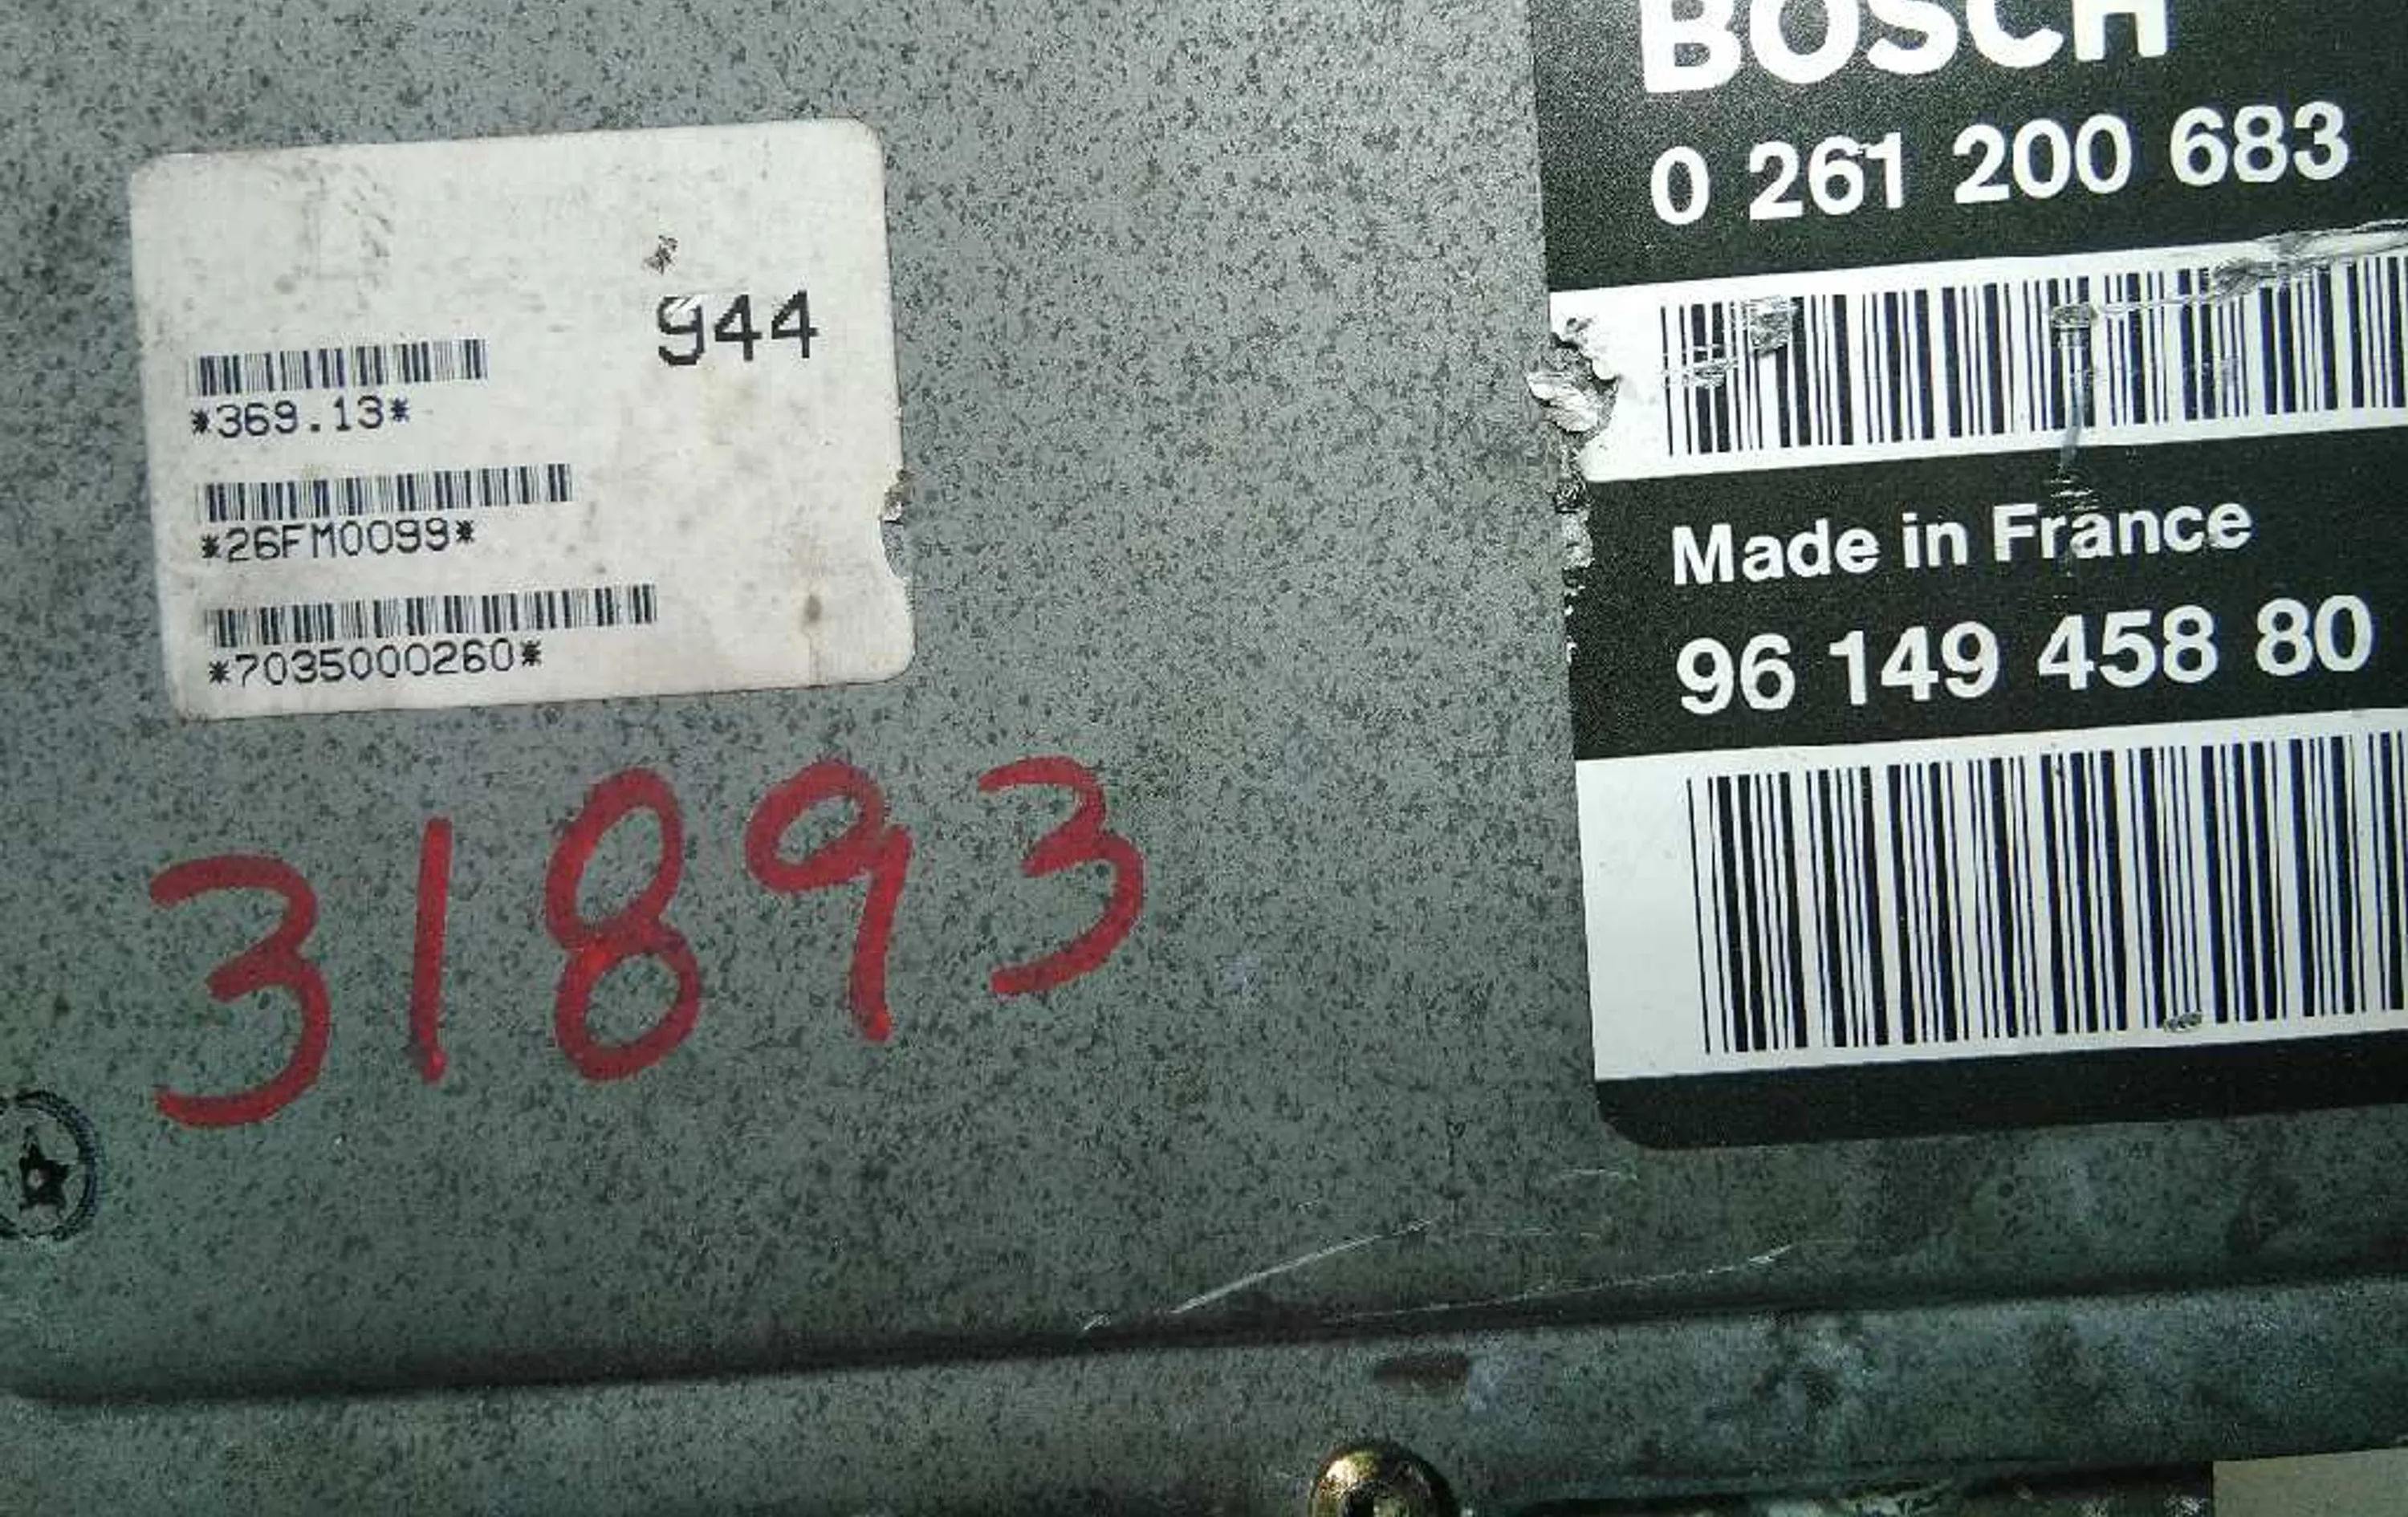 944
*369.13*
*26FM0099*
*7035000260*
31893
BOSCH
0 261 200 683
Made in France
96 149 458 80